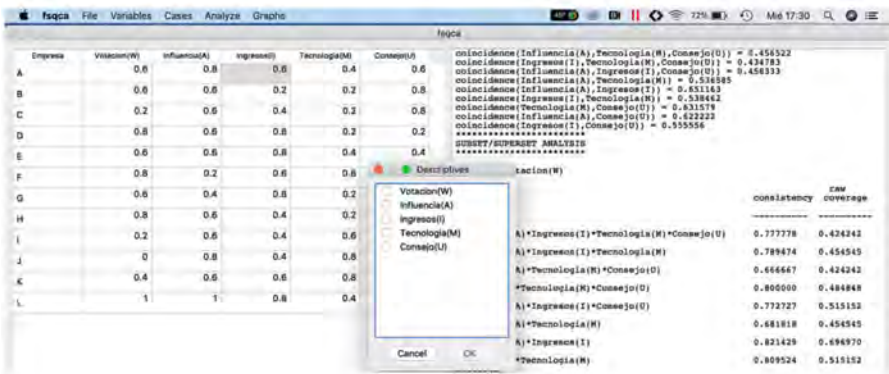 fsqca File Variables Cases Analyze Graphs 72% Mié 17:30
fsqca
Empresa Votacion(W) Influencia(A) Ingresos(I) Tecnologia(M) Consejo(U)
A 0.6 0.8 0.6 0.4 0.6
B 0.6 0.6 0.2 0.2 0.8
C 0.2 0.6 0.4 0.2 0.8
D 0.8 0.6 0.8 0.2 0.2
E 0.6 0.6 0.8 0.4 0.4
F 0.8 0.2 0.6 0.8
G 0.6 0.4 0.8 0.2
H 0.8 0.6 0.4 0.2
I 0.2 0.6 0.4 0.6
J 0 0.8 0.4 0.8
K 0.4 0.6 0.6 0.8
L 1 1 0.8 0.4
coincidence(Influencia(A),Tecnologia(M),Consejo(U)) = 0.456522
coincidence(Ingresos(I),Tecnologia(M),Consejo(U)) = 0.434783
coincidence(Influencia(A),Ingresos(I),Consejo(U)) = 0.456333
coincidence(Influencia(A),Tecnologia(M)) = 0.536585
coincidence(Influencia(A),Ingresos(I)) = 0.651163
coincidence(Ingresos(I),Tecnologia(M)) = 0.538462
coincidence(Tecnologia(M),Consejo(U)) = 0.631579
coincidence(Influencia(A),Consejo(U)) = 0.622222
coincidence(Ingresos(I),Consejo(U)) = 0.555556
************************
SUBSET/SUPERSET ANALYSIS
************************
tacion(W)
raw
consistency coverage
A)*Ingresos(I)*Tecnologia(M)*Consejo(U) 0.777778 0.424242
A)*Ingresos(I)*Tecnologia(M) 0.789474 0.454545
A)*Tecnologia(M)*Consejo(U) 0.666667 0.424242
*Tecnologia(M)*Consejo(U) 0.800000 0.484848
A)*Ingresos(I)*Consejo(U) 0.772727 0.515152
A)*Tecnologia(M) 0.681818 0.454545
A)*Ingresos(I) 0.821429 0.696970
*Tecnologia(M) 0.809524 0.515152
Descriptives
Votacion(W)
Influencia(A)
Ingresos(I)
Tecnologia(M)
Consejo(U)
Cancel OK